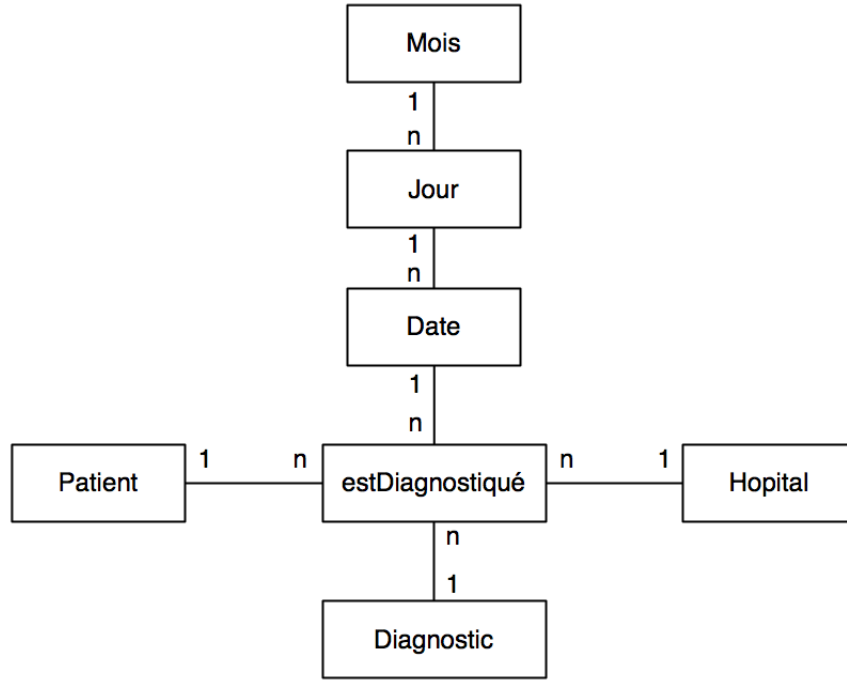 Mois
1
n
Jour
1
n
Date
1
n
Patient
1
n
estDiagnostiqué
n
1
Hopital
n
1
Diagnostic